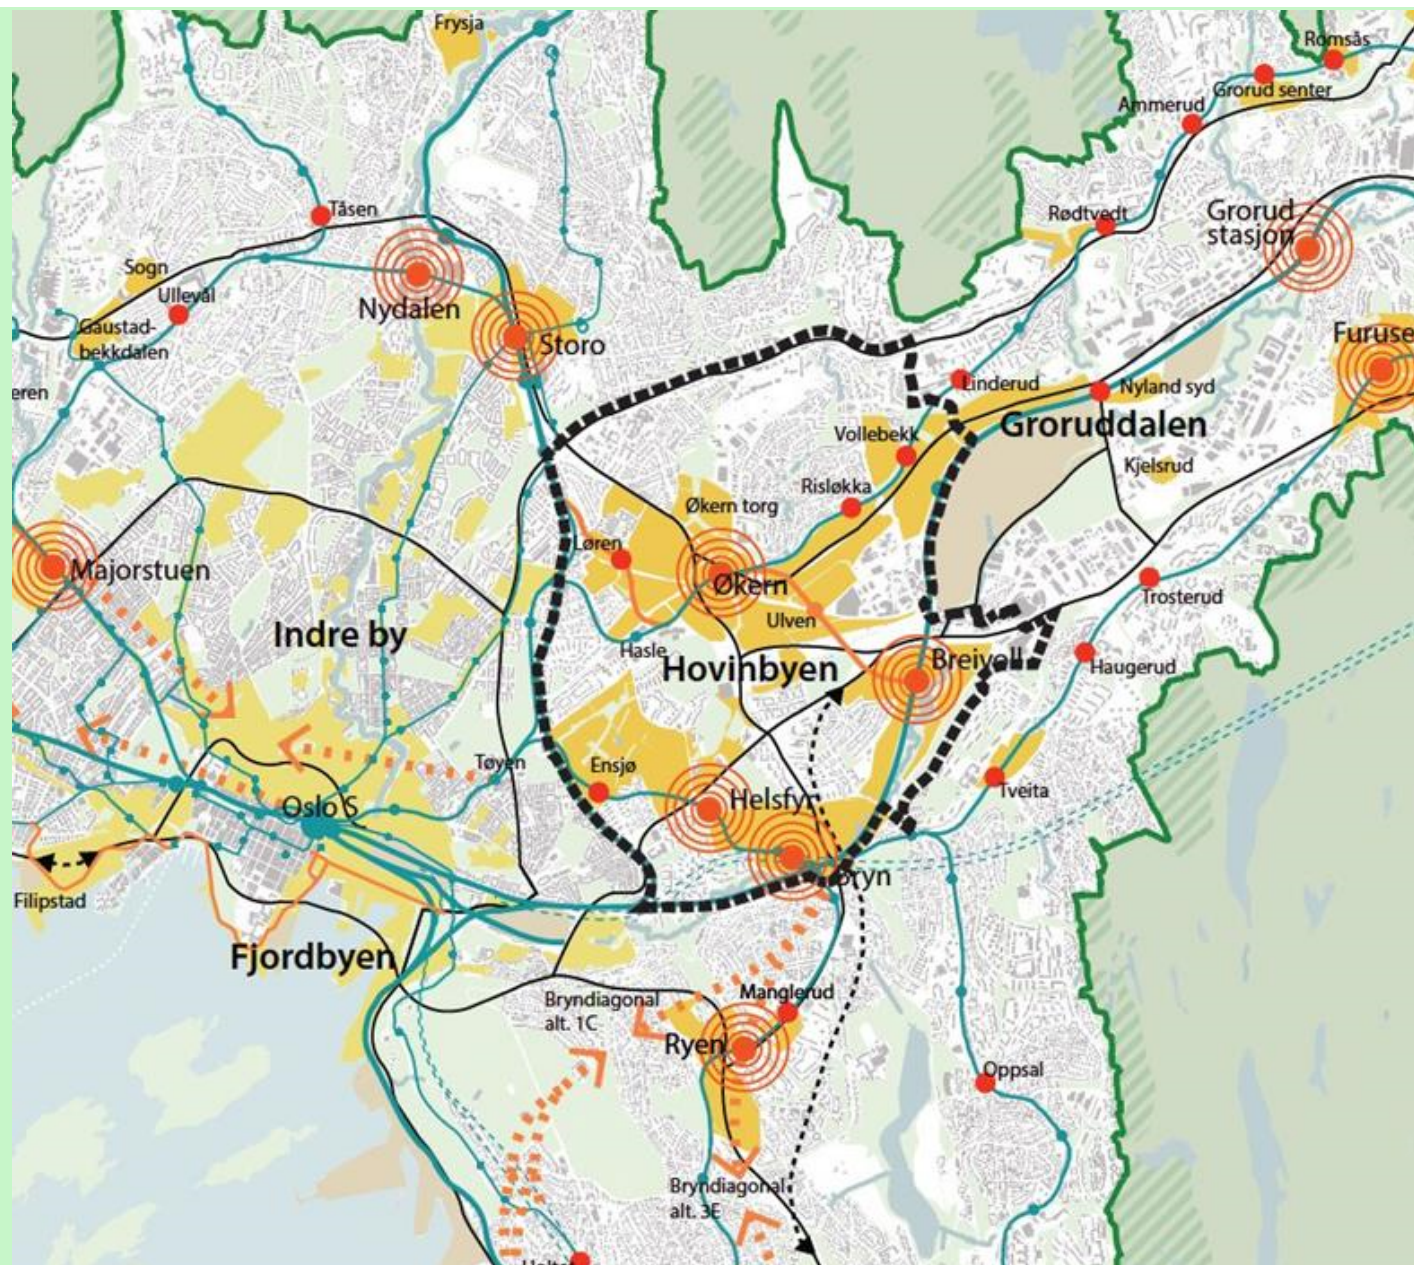 Frysja
Romsås
Grorud senter
Ammerud
Tåsen
Rødtvedt
Grorud
stasjon
Sogn
Ullevål
Nydalen
Gaustad-
bekkdalen
Storo
Furuse
eren
Linderud
Nyland syd
Groruddalen
Vollebekk
Kjelsrud
Risløkka
Økern torg
Løren
Majorstuen
Økern
Trosterud
Ulven
Indre by
Hasle
Hovinbyen
Breivoll
Haugerud
Tøyen
Ensjø
Oslo S
Helsfyr
Tveita
Bryn
Filipstad
Fjordbyen
Bryndiagonal
alt. 1C
Manglerud
Ryen
Oppsal
Bryndiagonal
alt. 3E